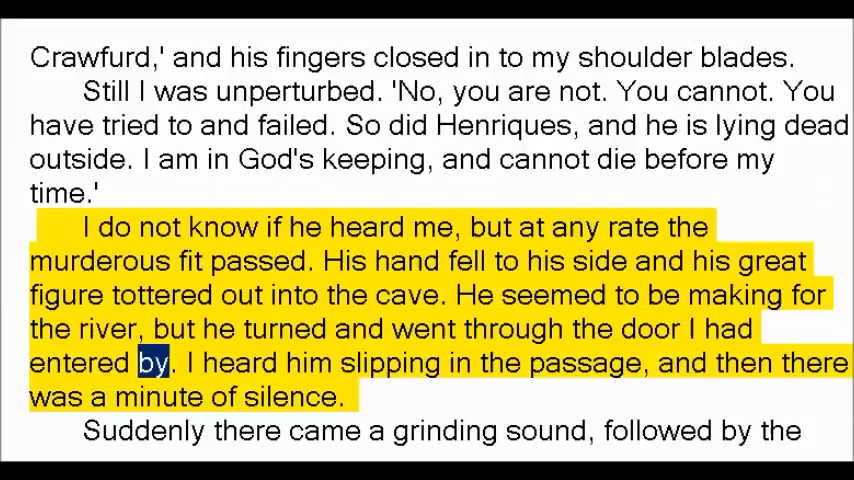 Crawfurd,' and his fingers closed in to my shoulder blades.
Still I was unperturbed. 'No, you are not. You cannot. You
have tried to and failed. So did Henriques, and he is lying dead
outside. I am in God's keeping, and cannot die before my
time.'
I do not know if he heard me, but at any rate the
murderous fit passed. His hand fell to his side and his great
figure tottered out into the cave. He seemed to be making for
the river, but he turned and went through the door I had
entered by. I heard him slipping in the passage, and then there
was a minute of silence.
Suddenly there came a grinding sound, followed by the